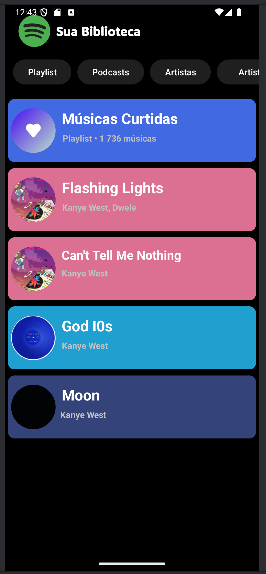 12:43
Sua Biblioteca
Playlist Podcasts Artistas Artist
Músicas Curtidas
Playlist • 1 736 músicas
Flashing Lights
Kanye West, Dwele
Can't Tell Me Nothing
Kanye West
God I0s
Kanye West
Moon
Kanye West